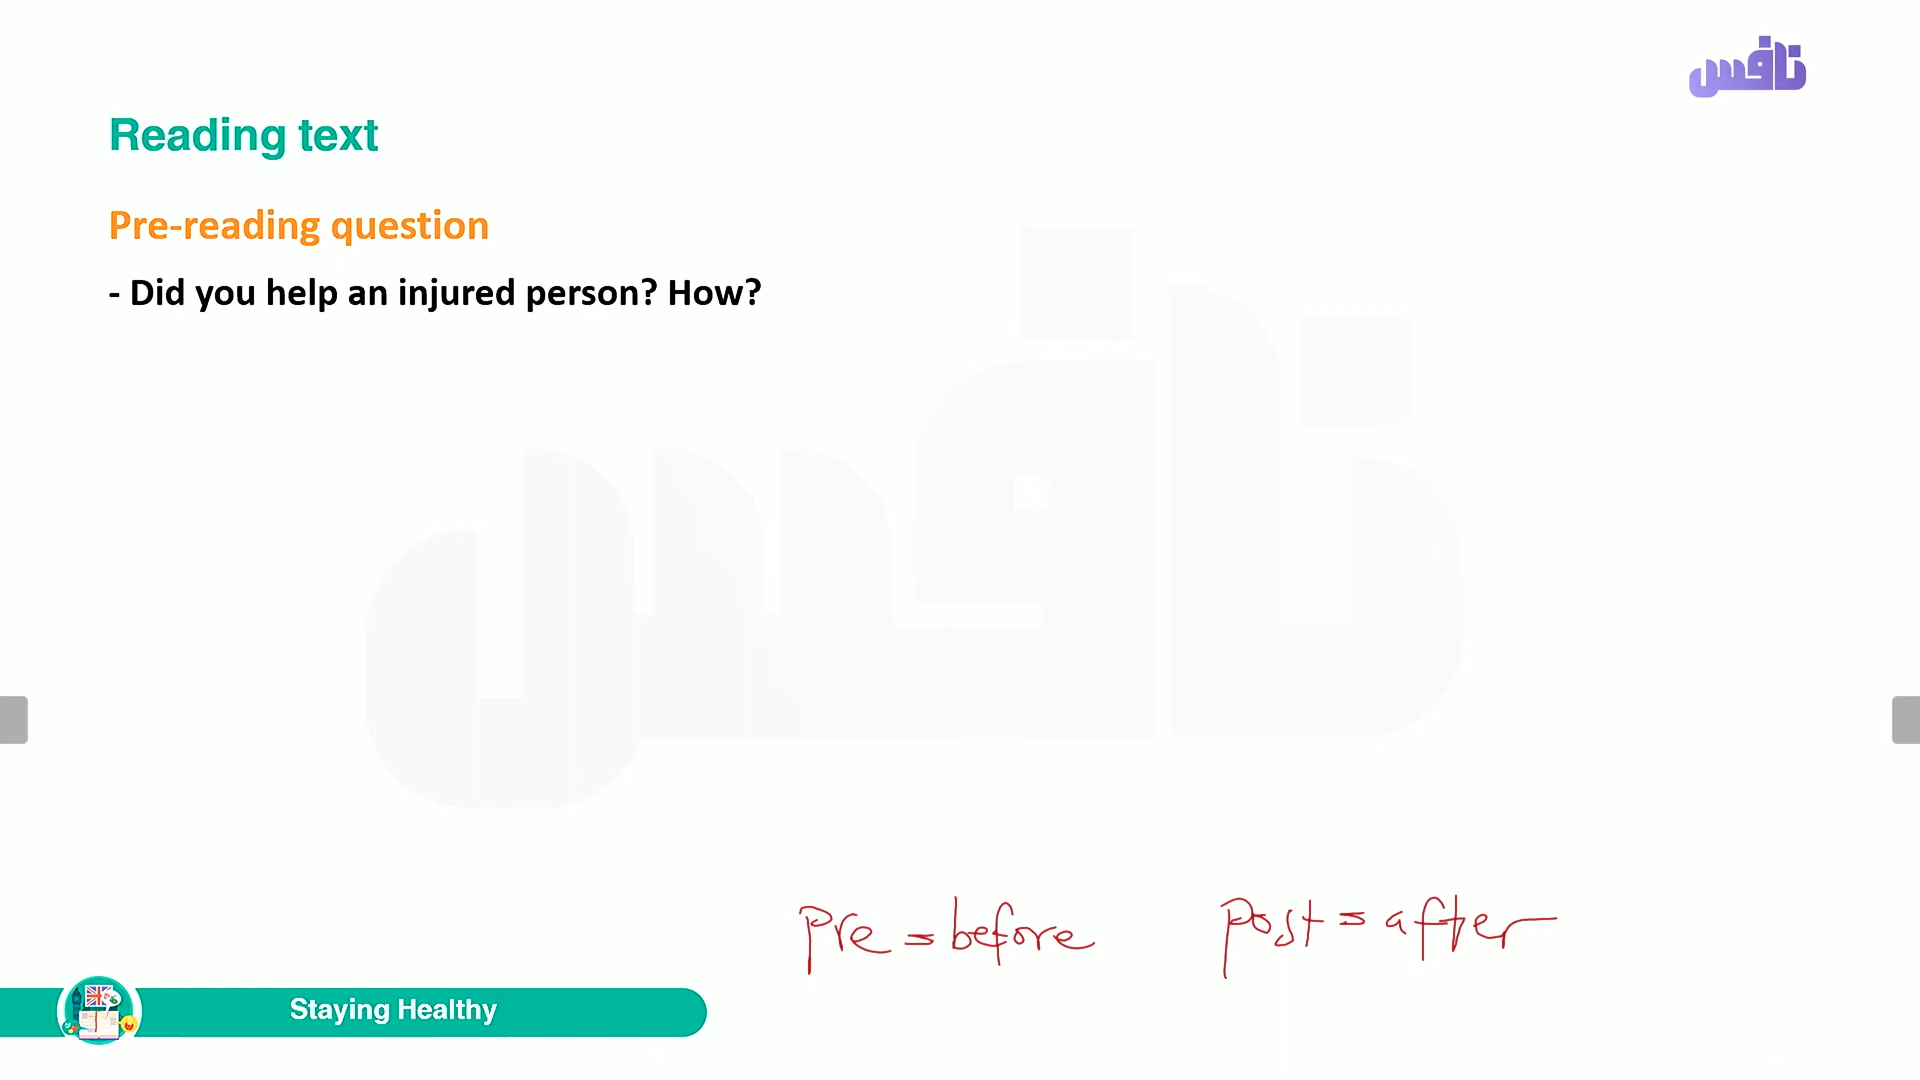 نافس
Reading text
Pre-reading question
- Did you help an injured person? How?
نافس
pre = before
post = after
Staying Healthy